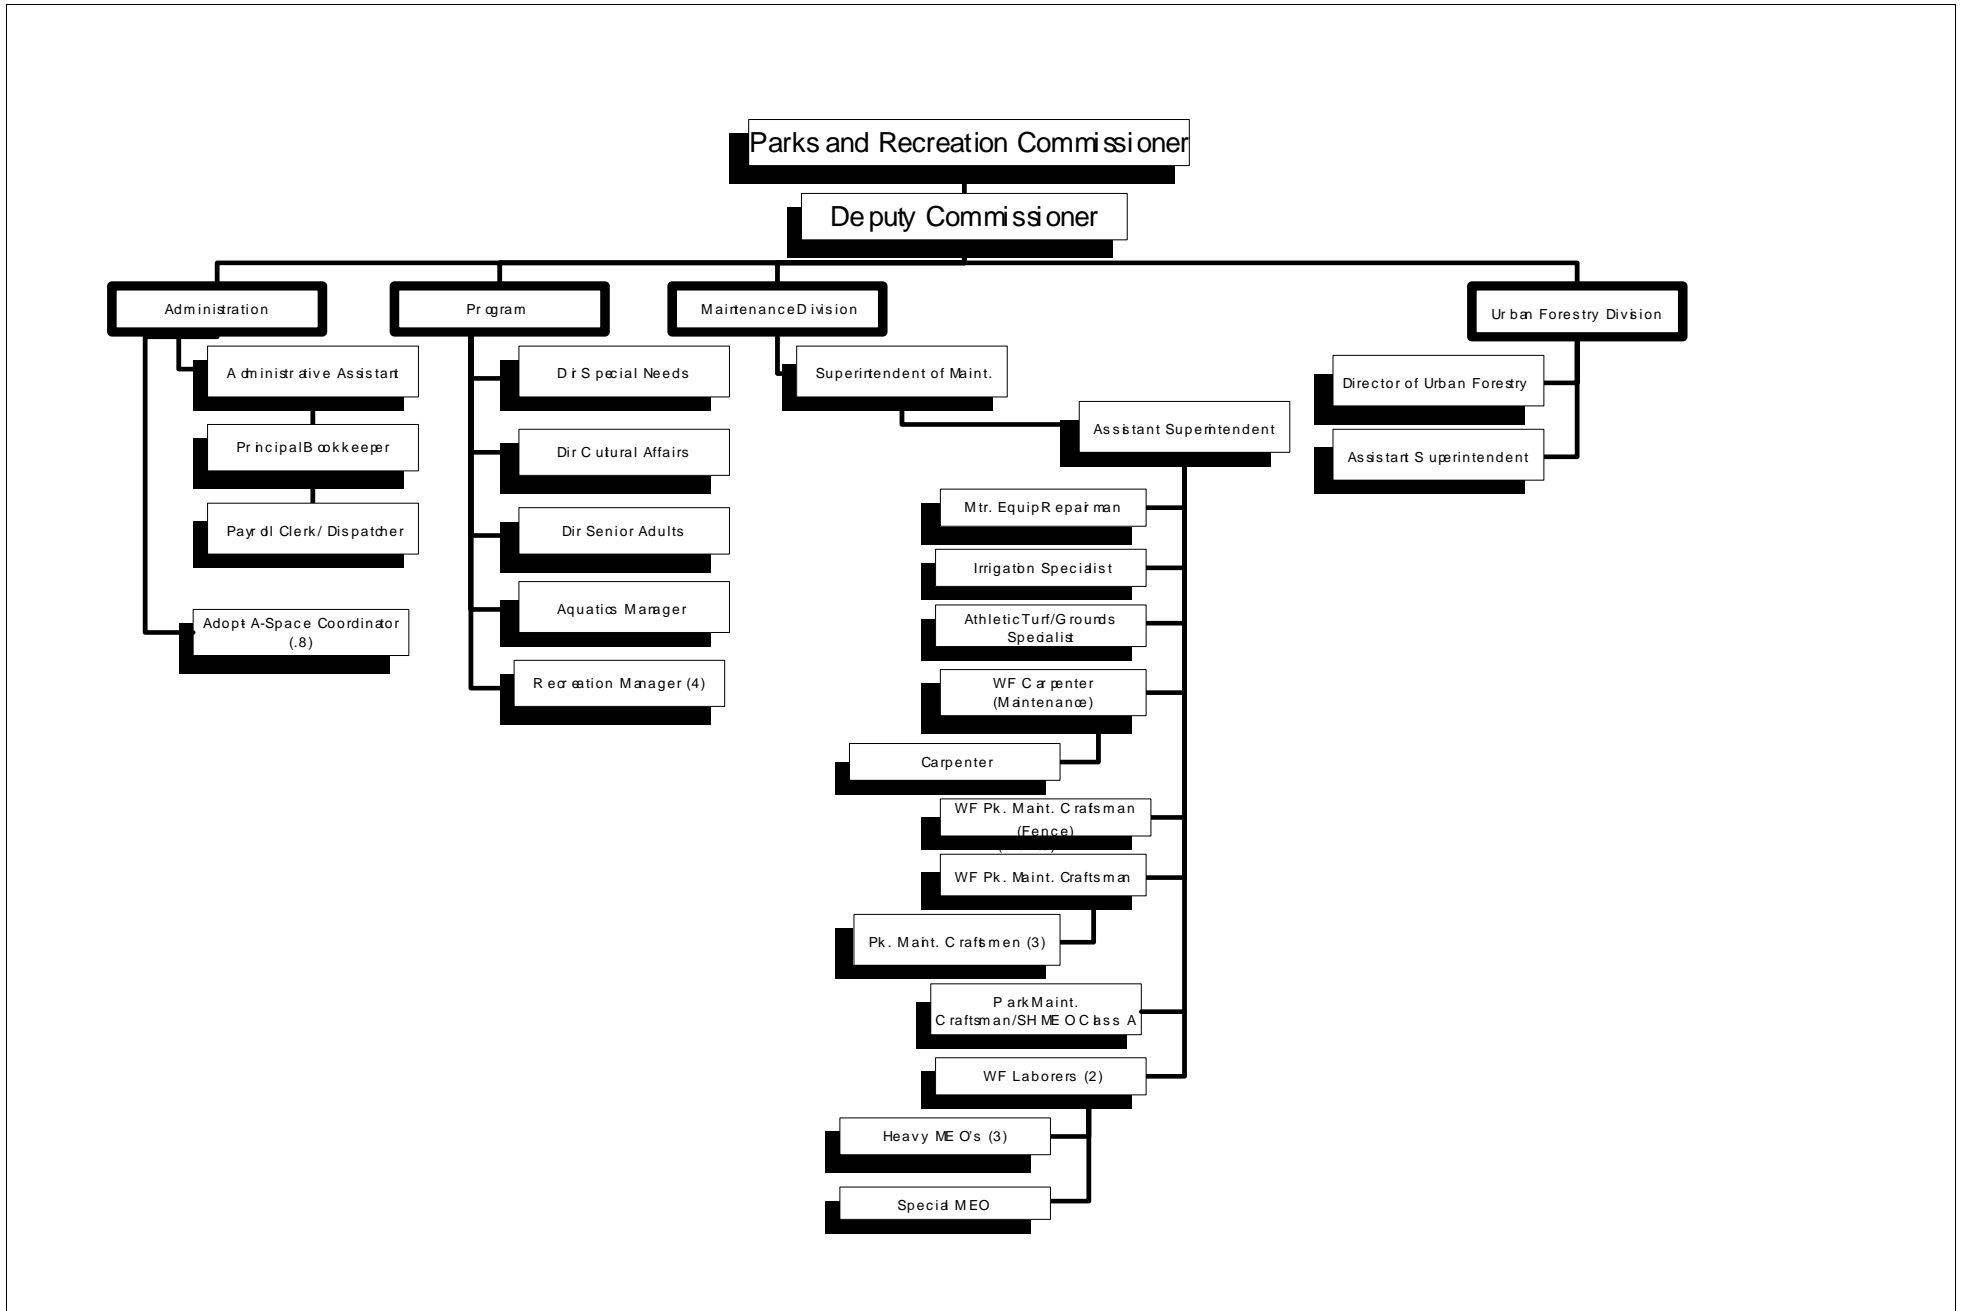 Parks and Recreation Commissioner
Deputy Commissioner
Administration
Program
Maintenance Division
Urban Forestry Division
Administrative Assistant
Principal Bookkeeper
Payroll Clerk/ Dispatcher
Adopt-A-Space Coordinator
(.8)
Dir Special Needs
Dir Cultural Affairs
Dir Senior Adults
Aquatics Manager
Recreation Manager (4)
Superintendent of Maint.
Assistant Superintendent
Mtr. Equip Repairman
Irrigation Specialist
Athletic Turf/Grounds
Specialist
WF Carpenter
(Maintenance)
Carpenter
WF Pk. Maint. Craftsman
(Fence)
WF Pk. Maint. Craftsman
Pk. Maint. Craftsmen (3)
Park Maint.
Craftsman/SHMEO Class A
WF Laborers (2)
Heavy MEO's (3)
Special MEO
Director of Urban Forestry
Assistant Superintendent